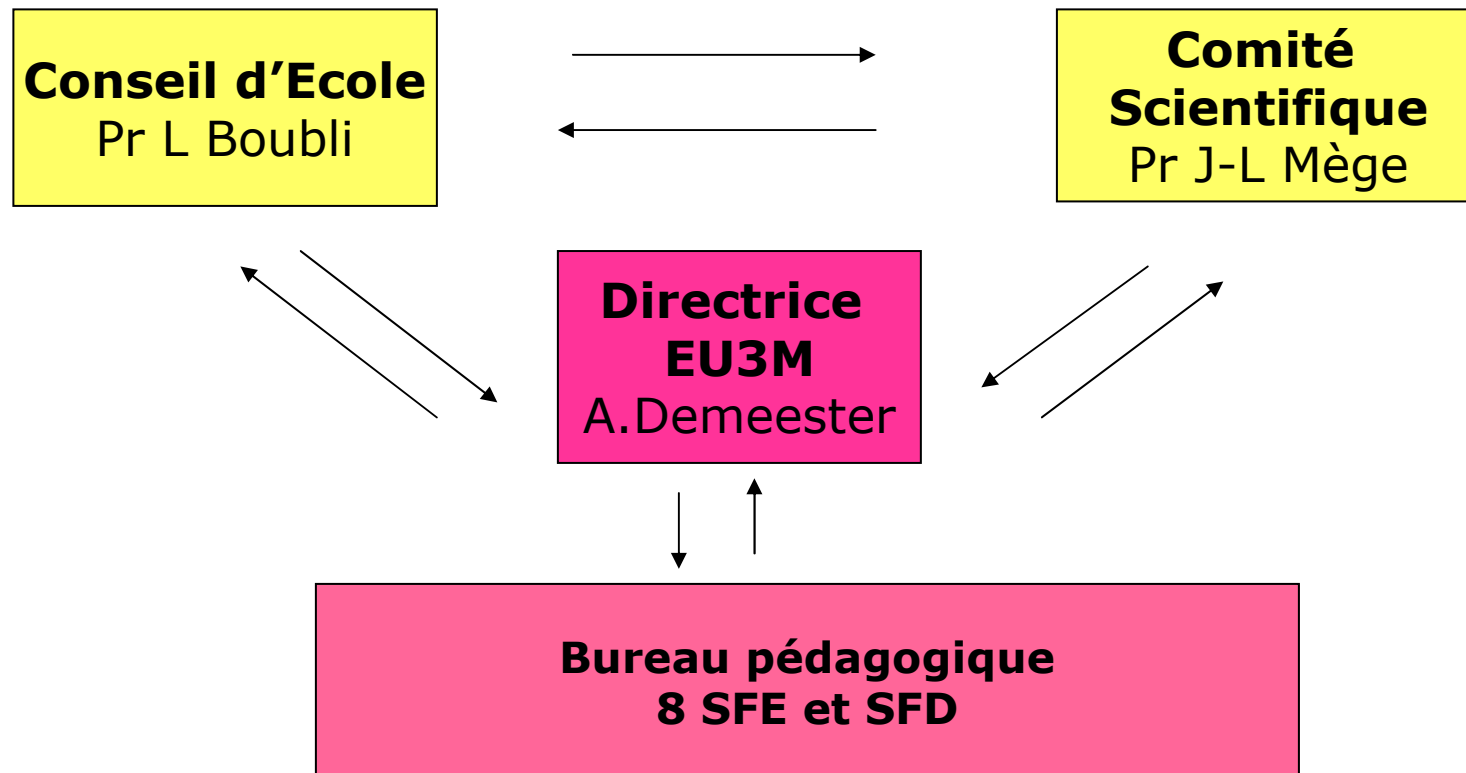 Conseil d'Ecole
Pr L Boubli
Comité
Scientifique
Pr J-L Mège
Directrice
EU3M
A.Demeester
Bureau pédagogique
8 SFE et SFD